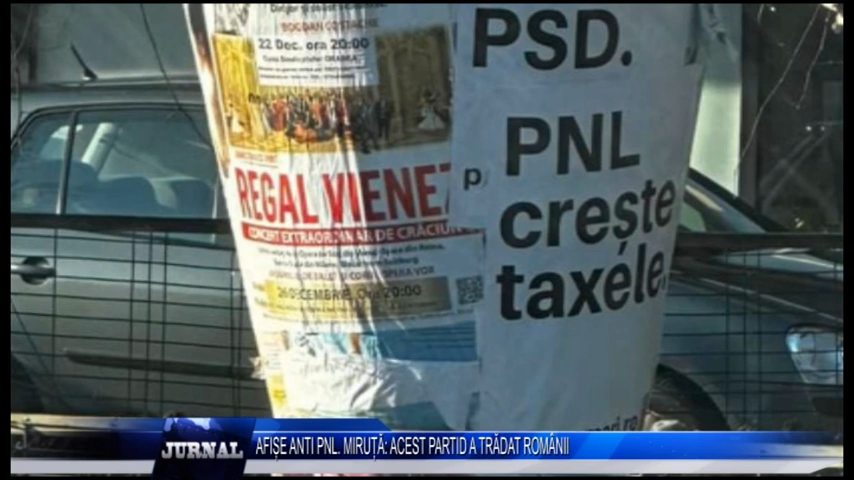 BOGDAN COSTACHE
22 Dec. ora 20:00
REGAL VIENEZ
CONCERT EXTRAORDINAR DE CRĂCIUN
26 DECEMBRIE, Ora 20:00
PSD.
PNL
p
crește
taxele.
JURNAL
AFIȘE ANTI PNL. MIRUȚĂ: ACEST PARTID A TRĂDAT ROMÂNII